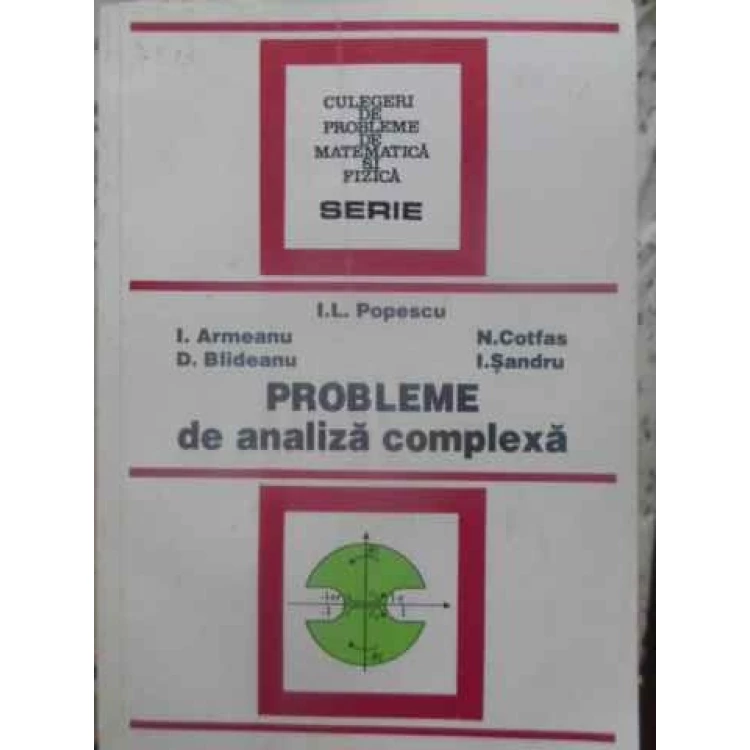 CULEGERI
DE
PROBLEME
DE
MATEMATICĂ
ȘI
FIZICĂ
SERIE
I.L. Popescu
I. Armeanu N.Cotfas
D. Blideanu I.Șandru
PROBLEME
de analiză complexă